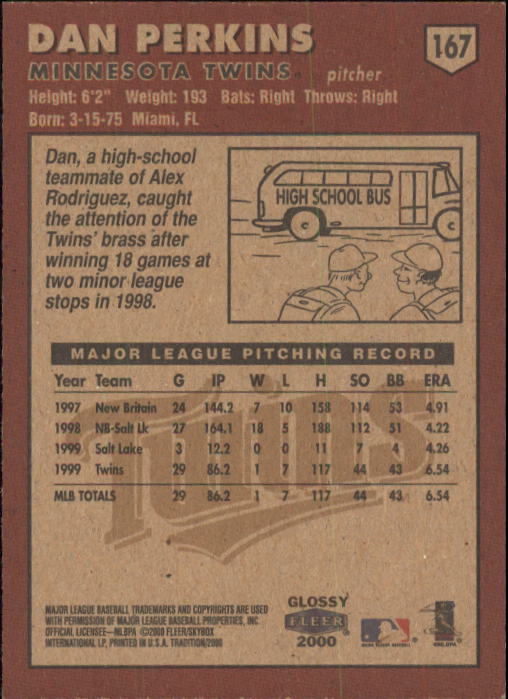 DAN PERKINS
167
MINNESOTA TWINS pitcher
Height: 6'2" Weight: 193 Bats: Right Throws: Right
Born: 3-15-75 Miami, FL
Dan, a high-school
teammate of Alex
Rodriguez, caught
the attention of the
Twins' brass after
winning 18 games at
two minor league
stops in 1998.
HIGH SCHOOL BUS
MAJOR LEAGUE PITCHING RECORD
Year Team G IP W L H SO BB ERA
1997 New Britain 24 144.2 7 10 158 114 53 4.91
1998 NB-Salt Lk 27 164.1 18 5 188 112 51 4.22
1999 Salt Lake 3 12.2 0 0 11 7 4 4.26
1999 Twins 29 86.2 1 7 117 44 43 6.54
MLB TOTALS 29 86.2 1 7 117 44 43 6.54
Twins
MAJOR LEAGUE BASEBALL TRADEMARKS AND COPYRIGHTS ARE USED
WITH PERMISSION OF MAJOR LEAGUE BASEBALL PROPERTIES, INC
OFFICIAL LICENSEE—MLBPA ©2000 FLEER/SKYBOX
INTERNATIONAL LP, PRINTED IN U.S.A. TRADITION/2000
GLOSSY
FLEER
2000